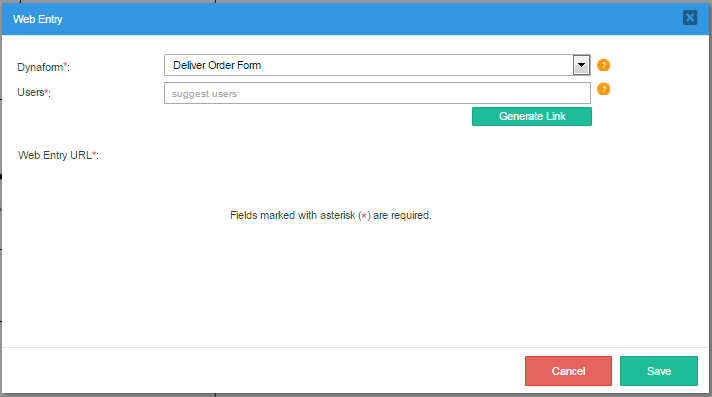 Web Entry
Dynaform*: Deliver Order Form ?
Users*: suggest users ?
Generate Link
Web Entry URL*:
Fields marked with asterisk (*) are required.
Cancel Save